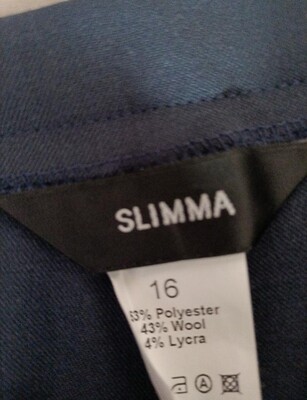 SLIMMA
16
53% Polyester
43% Wool
4% Lycra